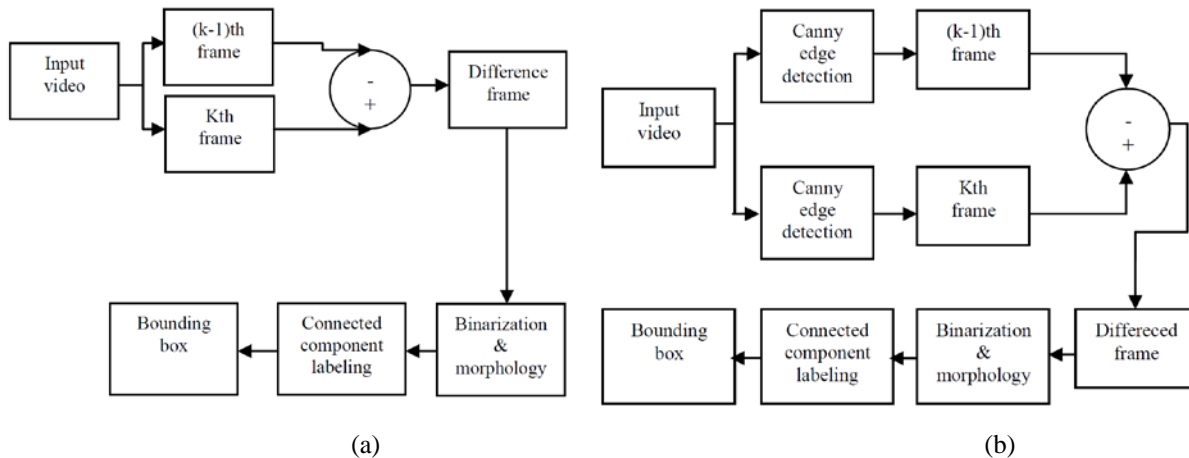 Input
video
(k-1)th
frame
Kth
frame
-
+
Difference
frame
Bounding
box
Connected
component
labeling
Binarization
&
morphology
(a)
Input
video
Canny
edge
detection
(k-1)th
frame
Canny
edge
detection
Kth
frame
-
+
Bounding
box
Connected
component
labeling
Binarization
&
morphology
Differeced
frame
(b)